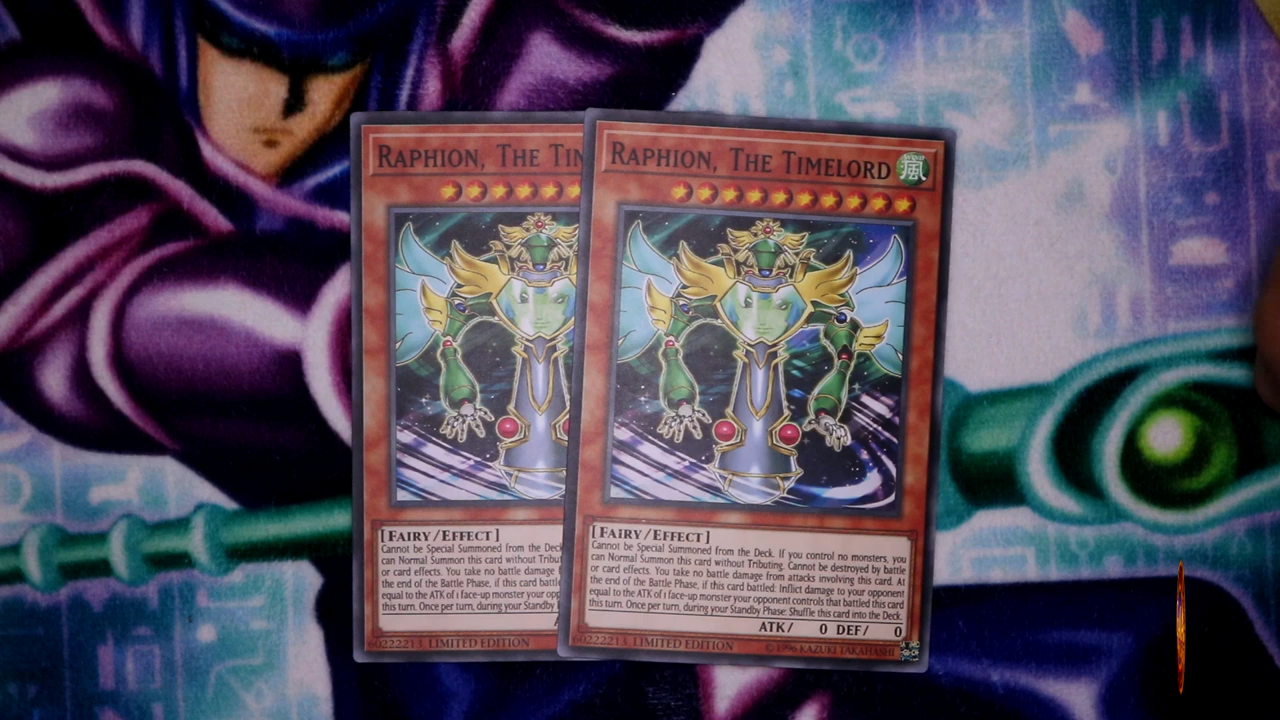 RAPHION, THE TIN
[FAIRY/EFFECT]
Cannot be Special Summoned from the Deck
can Normal Summon this card without Tribut
or card effects. You take no battle damage
the end of the Battle Phase, if this card battl
equal to the ATK of 1 face-up monster your opp
this turn. Once per turn, during your Standby
60222213 LIMITED EDITION
RAPHION, THE TIMELORD
風
[FAIRY/EFFECT]
Cannot be Special Summoned from the Deck. If you control no monsters, you
can Normal Summon this card without Tributing. Cannot be destroyed by battle
or card effects. You take no battle damage from attacks involving this card. At
the end of the Battle Phase, if this card battled: Inflict damage to your opponent
equal to the ATK of 1 face-up monster your opponent controls that battled this card
this turn. Once per turn, during your Standby Phase: Shuffle this card into the Deck.
ATK/ 0 DEF/ 0
60222213 LIMITED EDITION ©1996 KAZUKI TAKAHASHI